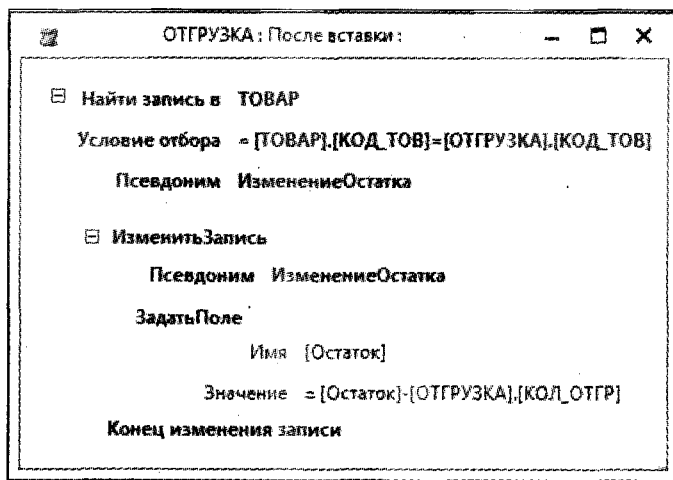 ОТГРУЗКА : После вставки :
Найти запись в ТОВАР
Условие отбора = [ТОВАР].[КОД_ТОВ]=[ОТГРУЗКА].[КОД_ТОВ]
Псевдоним ИзменениеОстатка
ИзменитьЗапись
Псевдоним ИзменениеОстатка
ЗадатьПоле
Имя [Остаток]
Значение = [Остаток]-[ОТГРУЗКА].[КОЛ_ОТГР]
Конец изменения записи